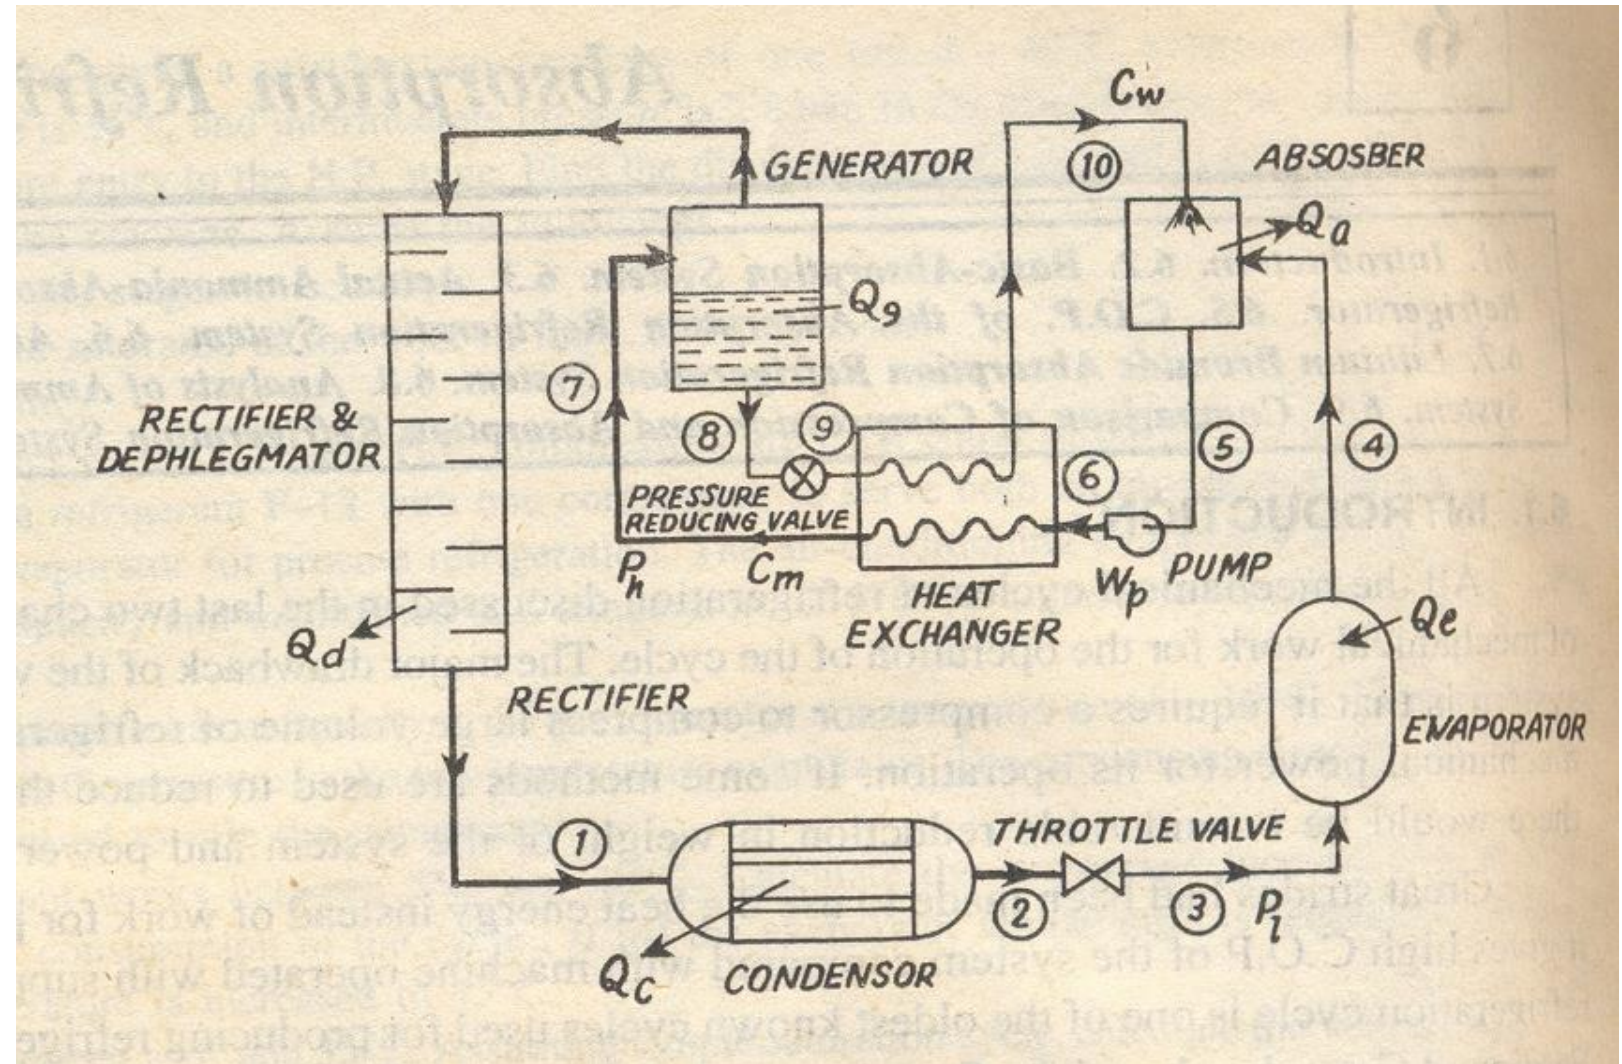 Cw
GENERATOR
10
ABSOSBER
Qa
Qg
7
8
9
5
4
RECTIFIER &
DEPHLEGMATOR
6
PRESSURE
REDUCING VALVE
Ph
Cm
Wp
PUMP
HEAT
EXCHANGER
Qe
Qd
RECTIFIER
EVAPORATOR
1
THROTTLE VALVE
2
3
Pl
Qc
CONDENSOR